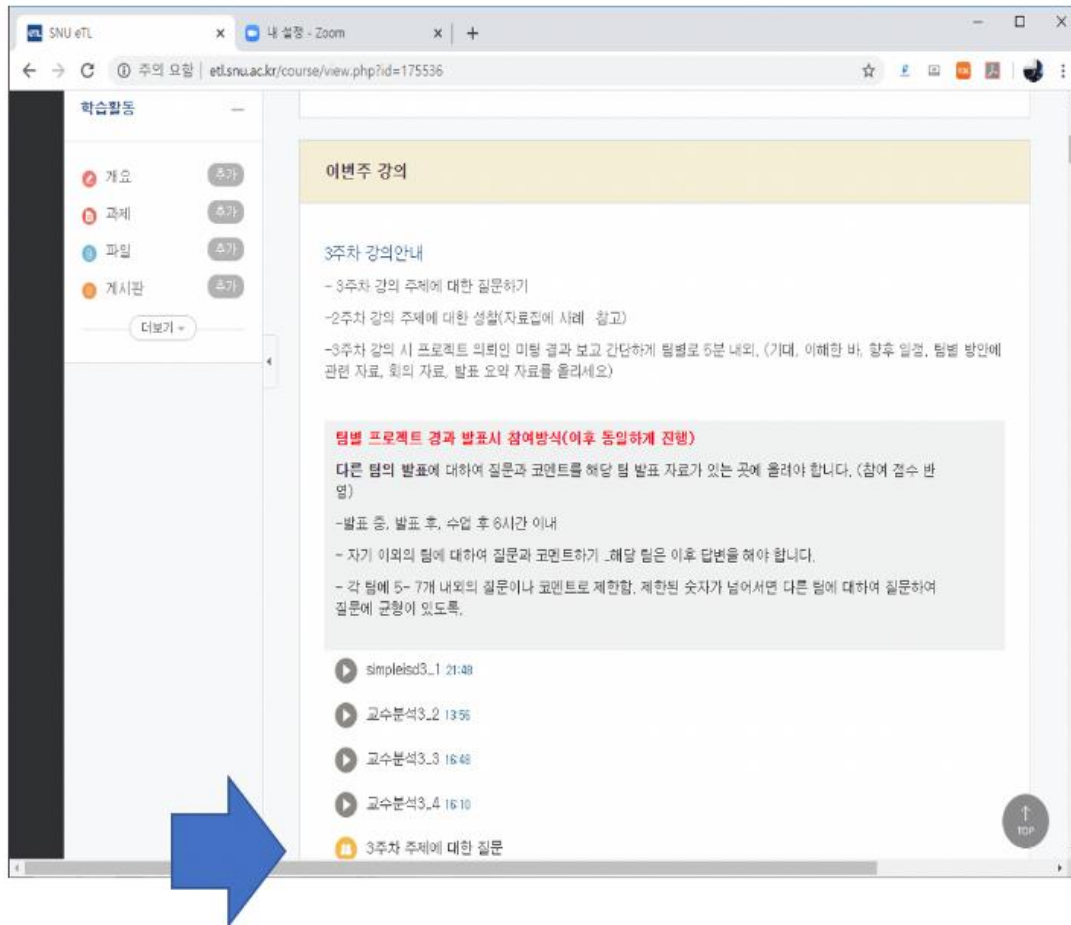 SNU eTL
내 설정 - Zoom
주의 요함 | etl.snu.ac.kr/course/view.php?id=175536
학습활동
개요 추가
과제 추가
파일 추가
게시판 추가
더보기
이번주 강의
3주차 강의안내
- 3주차 강의 주제에 대한 질문하기
-2주차 강의 주제에 대한 성찰(자료집에 사례 참고)
-3주차 강의 시 프로젝트 의뢰인 미팅 결과 보고 간단하게 팀별로 5분 내외. (기대, 이해한 바, 향후 일정, 팀별 방안에
관련 자료, 회의 자료, 발표 요약 자료를 올리세요)
팀별 프로젝트 경과 발표시 참여방식(이후 동일하게 진행)
다른 팀의 발표에 대하여 질문과 코멘트를 해당 팀 발표 자료가 있는 곳에 올려야 합니다. (참여 점수 반
영)
-발표 중, 발표 후, 수업 후 6시간 이내
- 자기 이외의 팀에 대하여 질문과 코멘트하기 _해당 팀은 이후 답변을 해야 합니다.
- 각 팀에 5- 7개 내외의 질문이나 코멘트로 제한함. 제한된 숫자가 넘어서면 다른 팀에 대하여 질문하여
질문에 균형이 있도록.
simpleisd3_1 21:48
교수분석3_2 13:56
교수분석3_3 16:48
교수분석3_4 16:10
3주차 주제에 대한 질문
TOP